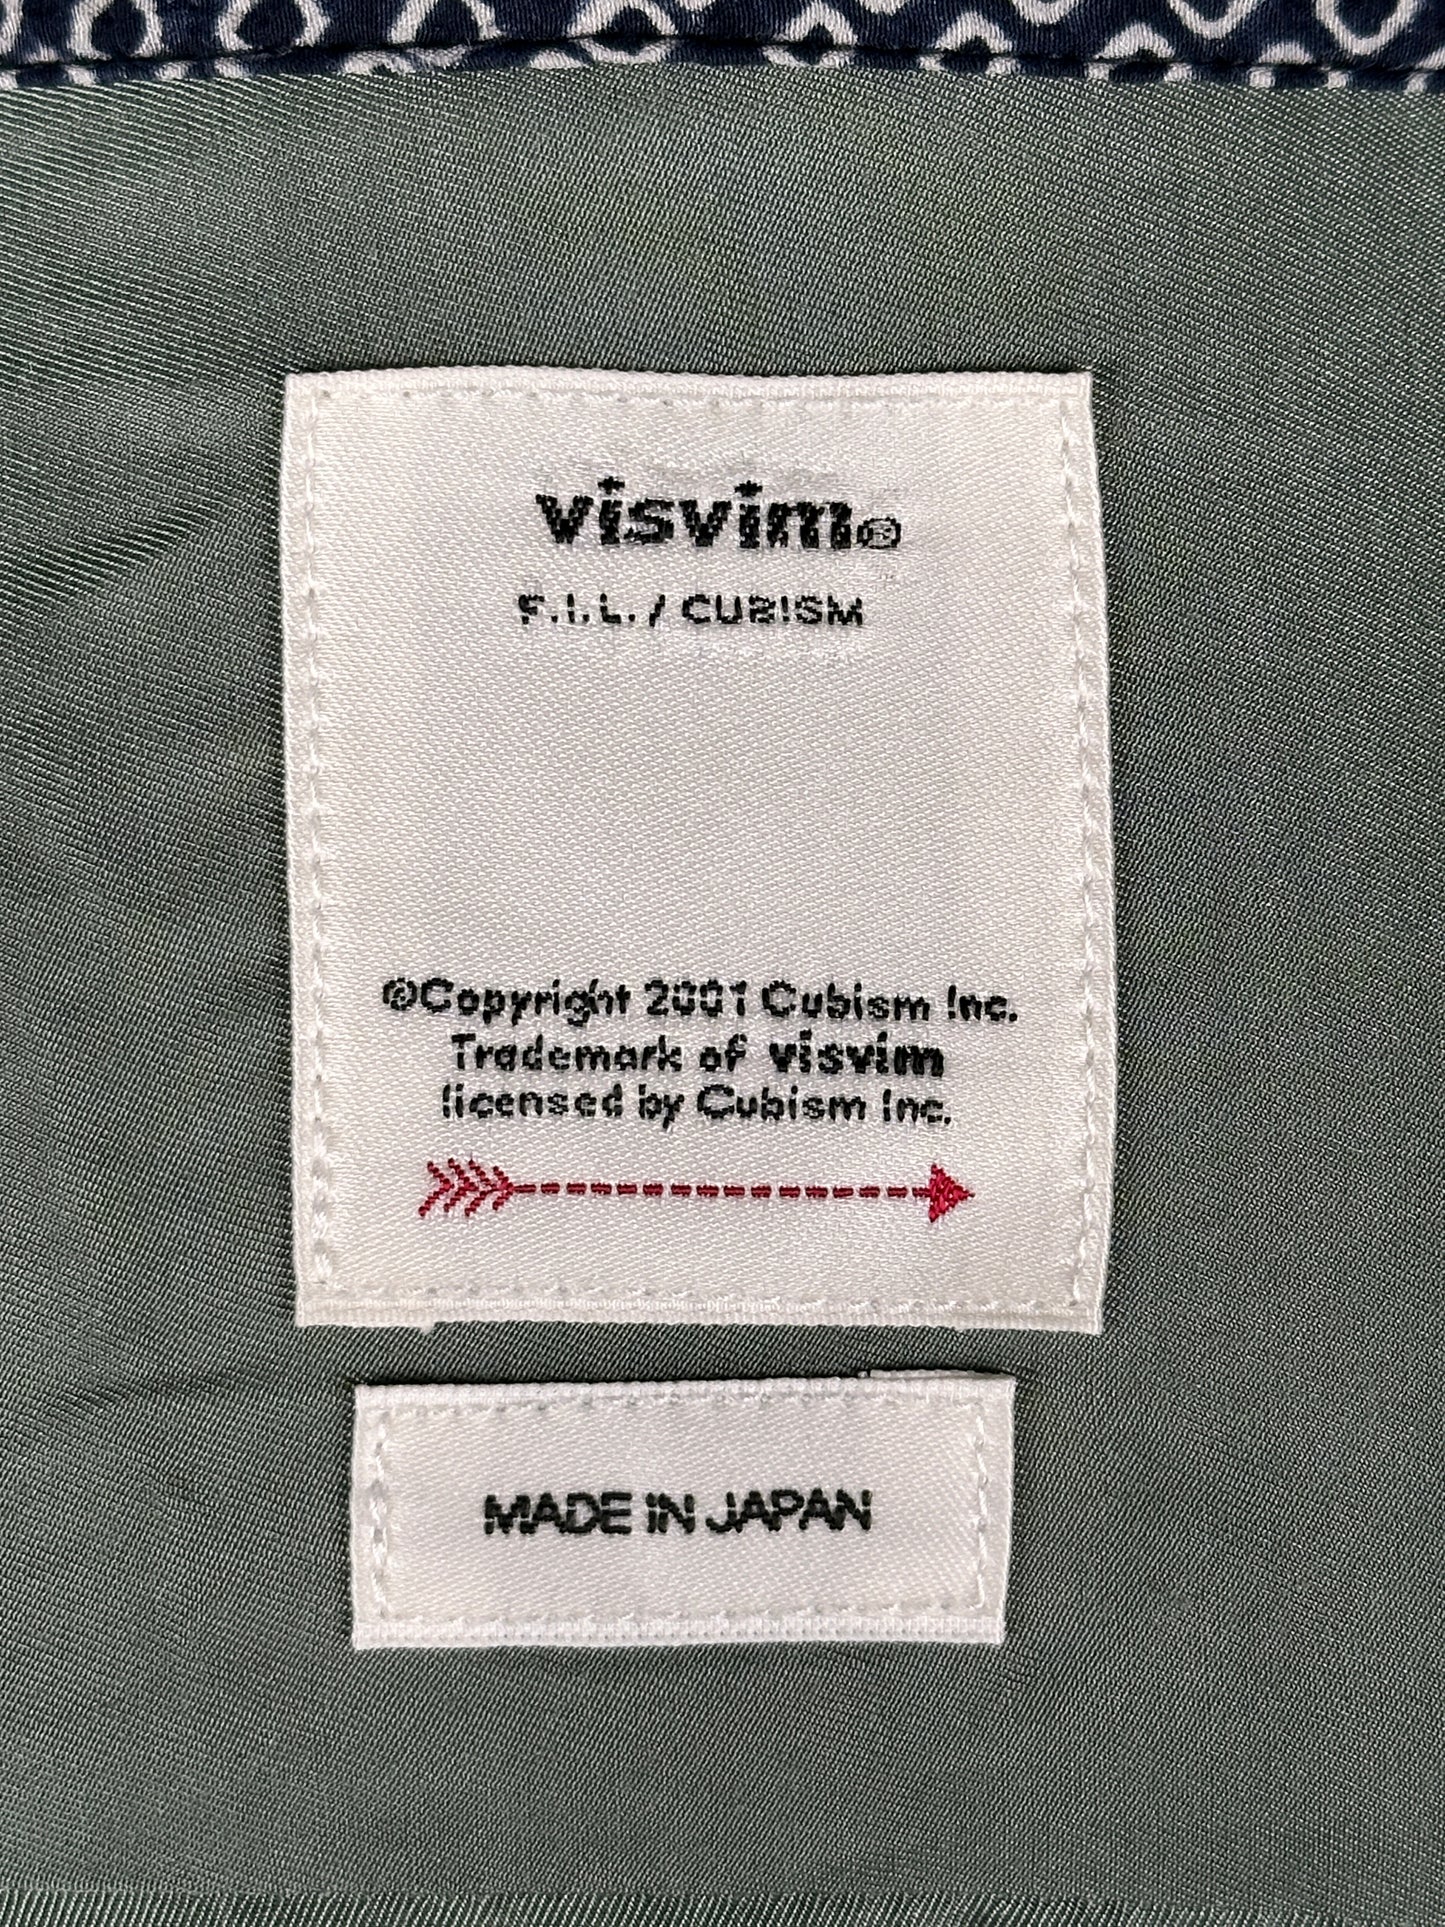 visvim®
F.I.L. / CUBISM
©Copyright 2001 Cubism Inc.
Trademark of visvim
licensed by Cubism Inc.
MADE IN JAPAN